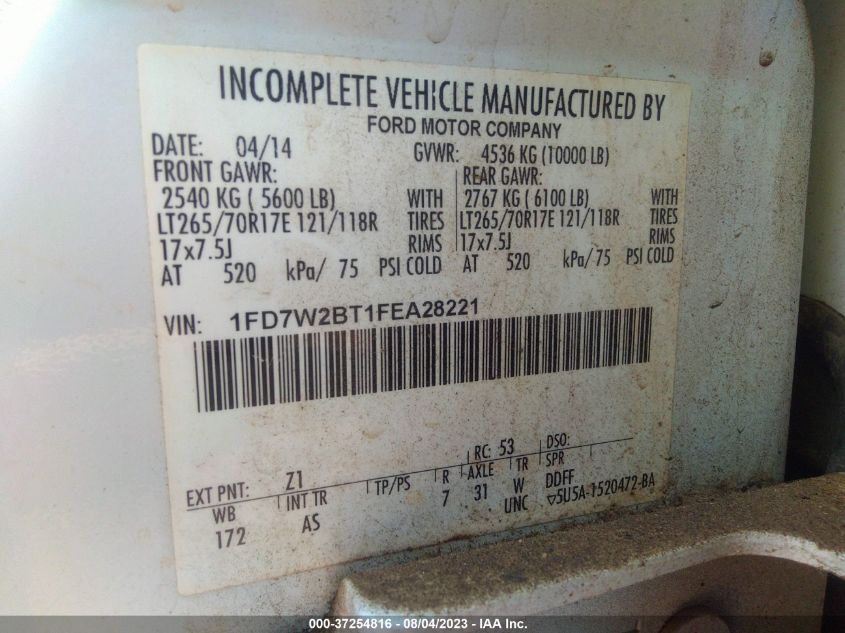 INCOMPLETE VEHICLE MANUFACTURED BY
FORD MOTOR COMPANY
DATE: 04/14 GVWR: 4536 KG (10000 LB)
FRONT GAWR: REAR GAWR:
2540 KG ( 5600 LB) WITH 2767 KG ( 6100 LB) WITH
LT265/70R17E 121/118R TIRES LT265/70R17E 121/118R TIRES
17x7.5J RIMS 17x7.5J RIMS
AT 520 kPa/ 75 PSI COLD AT 520 kPa/ 75 PSI COLD
VIN: 1FD7W2BT1FEA28221
EXT PNT: Z1 RC: 53 DSO:
WB INT TR TP/PS R AXLE TR SPR
172 AS 7 31 W DDFF
UNC ▽5U5A-1520472-BA
000-37254816 - 08/04/2023 - IAA Inc.